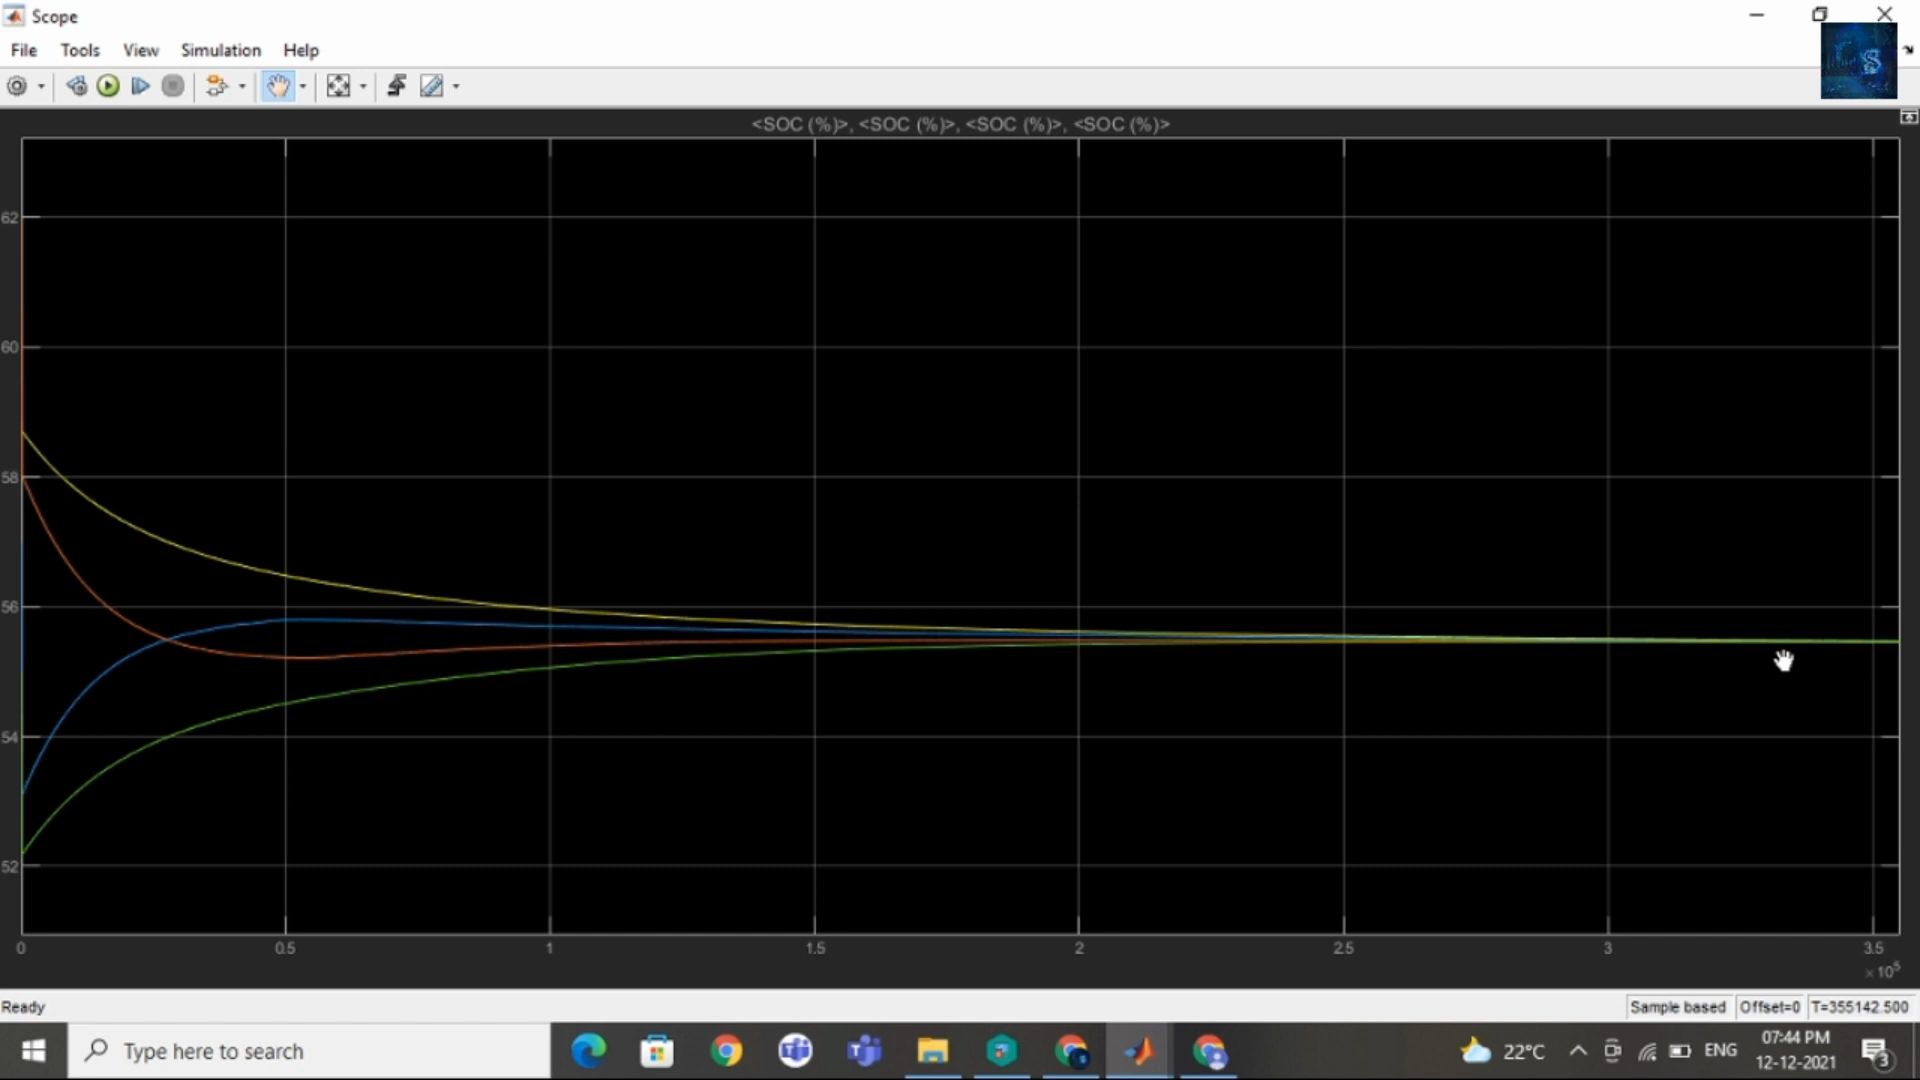 Scope
File Tools View Simulation Help
<SOC (%)>, <SOC (%)>, <SOC (%)>, <SOC (%)>
62
60
58
56
54
52
0 0.5 1 1.5 2 2.5 3 3.5
×10⁵
Ready
Sample based Offset=0 T=355142.500
Type here to search
22°C
ENG
07:44 PM
12-12-2021
3